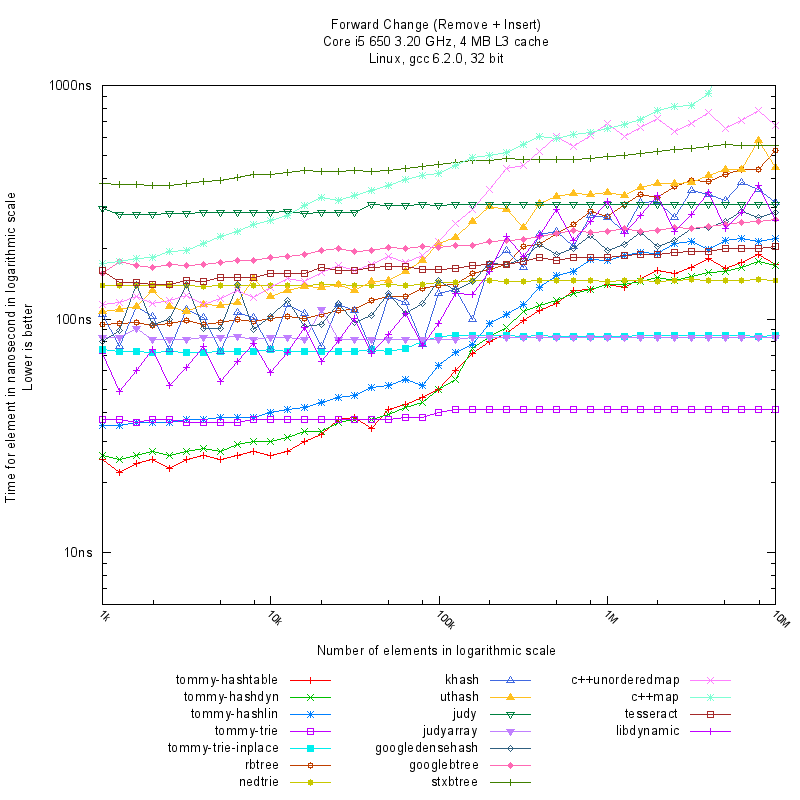 Forward Change (Remove + Insert)
Core i5 650 3.20 GHz, 4 MB L3 cache
Linux, gcc 6.2.0, 32 bit
1000ns
100ns
10ns
Time for element in nanosecond in logarithmic scale
Lower is better
1k
10k
100k
1M
10M
Number of elements in logarithmic scale
tommy-hashtable
tommy-hashdyn
tommy-hashlin
tommy-trie
tommy-trie-inplace
rbtree
nedtrie
khash
uthash
judy
judyarray
googledensehash
googlebtree
stxbtree
c++unorderedmap
c++map
tesseract
libdynamic